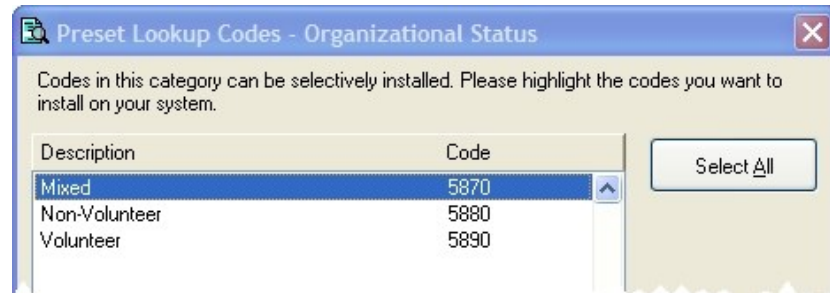 Preset Lookup Codes - Organizational Status
Codes in this category can be selectively installed. Please highlight the codes you want to
install on your system.
Description Code
Select All
Mixed 5870
Non-Volunteer 5880
Volunteer 5890